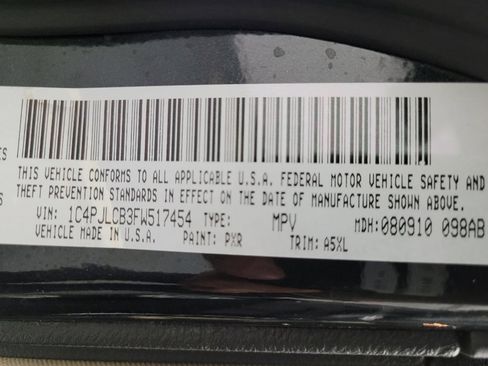 ES
THIS VEHICLE CONFORMS TO ALL APPLICABLE U.S.A. FEDERAL MOTOR VEHICLE SAFETY AND
THEFT PREVENTION STANDARDS IN EFFECT ON THE DATE OF MANUFACTURE SHOWN ABOVE.
S
VIN: 1C4PJLCB3FW517454 TYPE: MPV MDH:080910 098AB
VEHICLE MADE IN U.S.A. PAINT: PXR TRIM: A5XL